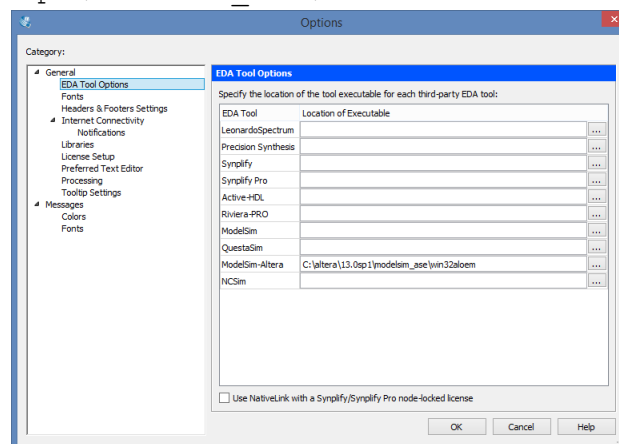 Options
Category:
General
EDA Tool Options
Fonts
Headers & Footers Settings
Internet Connectivity
Notifications
Libraries
License Setup
Preferred Text Editor
Processing
Tooltip Settings
Messages
Colors
Fonts
EDA Tool Options
Specify the location of the tool executable for each third-party EDA tool:
EDA Tool Location of Executable
LeonardoSpectrum ...
Precision Synthesis ...
Synplify ...
Synplify Pro ...
Active-HDL ...
Riviera-PRO ...
ModelSim ...
QuestaSim ...
ModelSim-Altera C:\altera\13.0sp1\modelsim_ase\win32aloem ...
NCSim ...
Use NativeLink with a Synplify/Synplify Pro node-locked license
OK Cancel Help